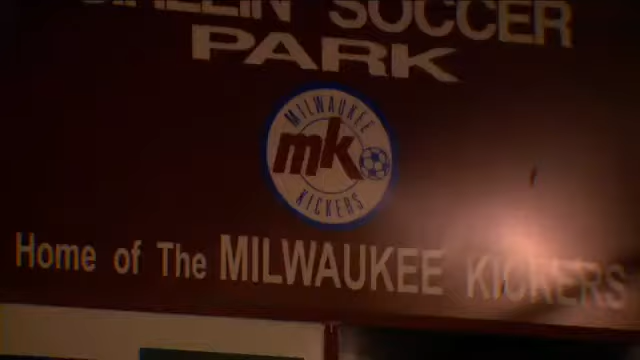 SOCCER
PARK
MILWAUKEE
mk
KICKERS
Home of The MILWAUKEE KICKERS